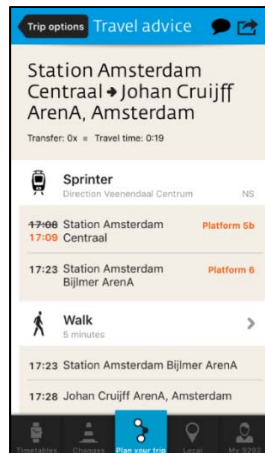 Trip options Travel advice
Station Amsterdam
Centraal → Johan Cruijff
ArenA, Amsterdam
Transfer: 0x = Travel time: 0:19
Sprinter
Direction Veenendaal Centrum NS
17:08 Station Amsterdam Platform 5b
17:09 Centraal
17:23 Station Amsterdam Platform 6
Bijlmer ArenA
Walk
5 minutes
17:23 Station Amsterdam Bijlmer ArenA
17:28 Johan Cruijff ArenA, Amsterdam
Timetables Changes Plan your trip Local My 9292